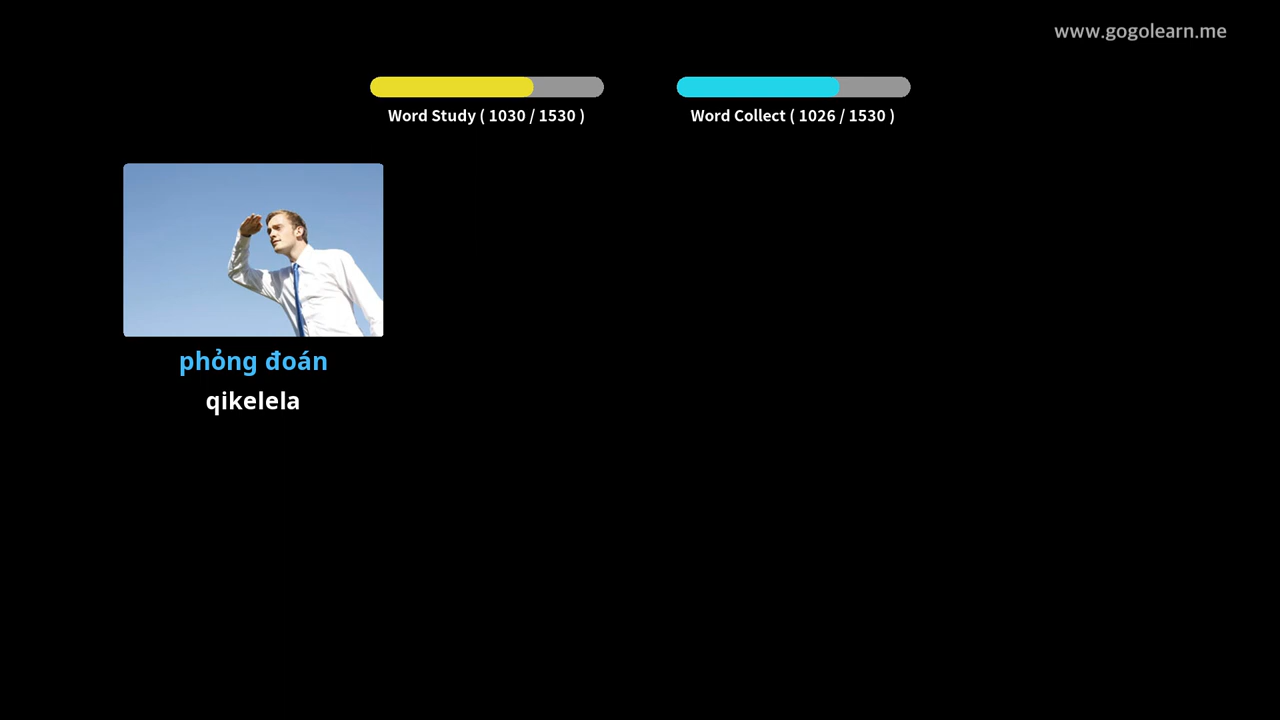 www.gogolearn.me
Word Study ( 1030 / 1530 )
Word Collect ( 1026 / 1530 )
phỏng đoán
qikelela